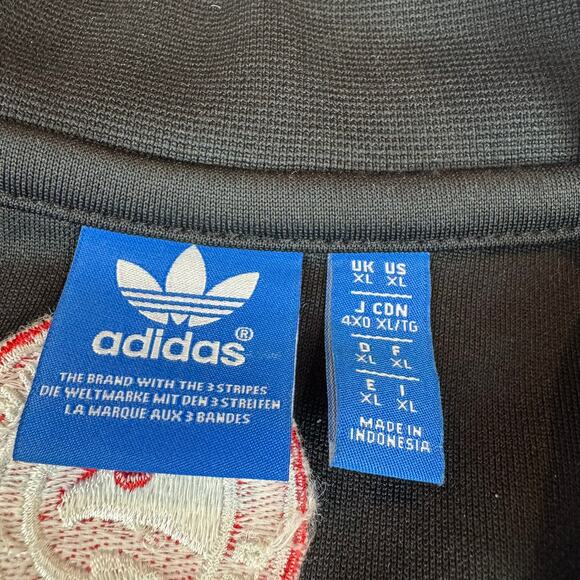 adidas®
THE BRAND WITH THE 3 STRIPES
DIE WELTMARKE MIT DEN 3 STREIFEN
LA MARQUE AUX 3 BANDES
UK US
XL XL
J CDN
4XO XL/TG
D F
XL XL
E I
XL XL
MADE IN
INDONESIA